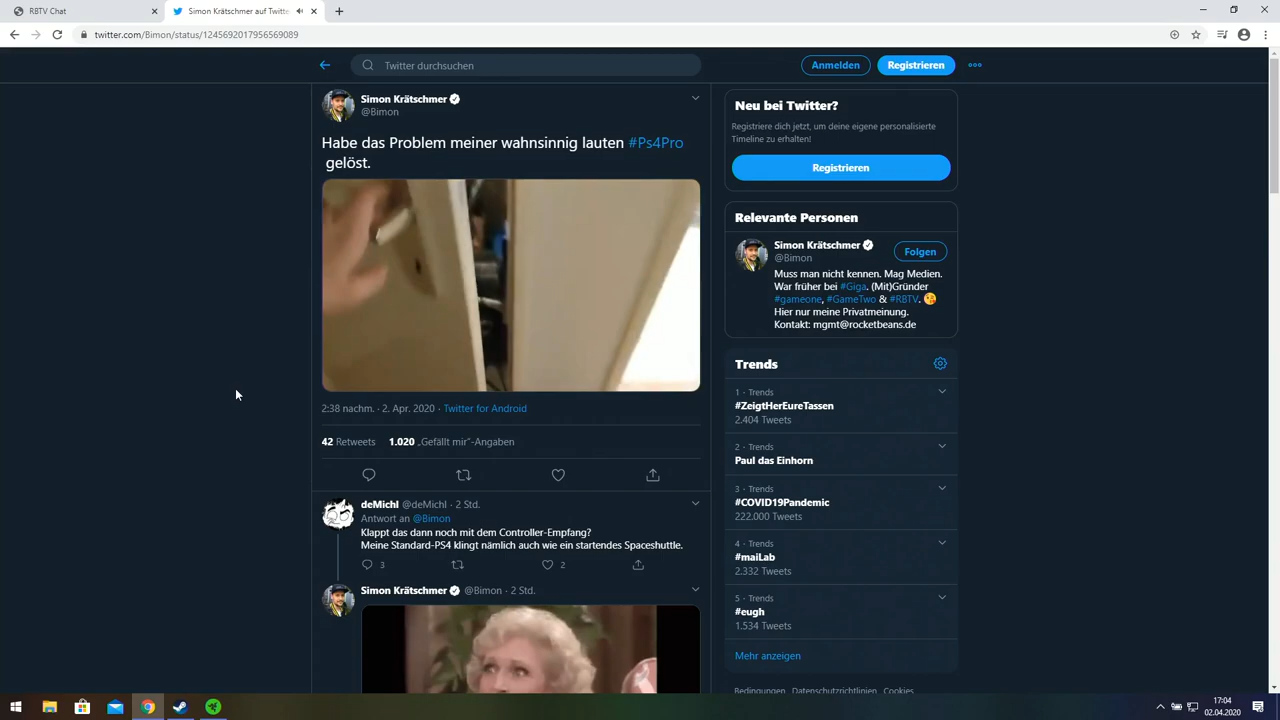 RBTV Chat
Simon Krätschmer auf Twitte
twitter.com/Bimon/status/1245692017956569089
Twitter durchsuchen
Anmelden
Registrieren
Simon Krätschmer
@Bimon
Habe das Problem meiner wahnsinnig lauten #Ps4Pro
gelöst.
2:38 nachm. · 2. Apr. 2020 · Twitter for Android
42 Retweets 1.020 „Gefällt mir“-Angaben
deMichl @deMichl · 2 Std.
Antwort an @Bimon
Klappt das dann noch mit dem Controller-Empfang?
Meine Standard-PS4 klingt nämlich auch wie ein startendes Spaceshuttle.
3
2
Simon Krätschmer @Bimon · 2 Std.
Neu bei Twitter?
Registriere dich jetzt, um deine eigene personalisierte
Timeline zu erhalten!
Registrieren
Relevante Personen
Simon Krätschmer
@Bimon
Folgen
Muss man nicht kennen. Mag Medien.
War früher bei #Giga. (Mit)Gründer
#gameone, #GameTwo & #RBTV. 😘
Hier nur meine Privatmeinung.
Kontakt: mgmt@rocketbeans.de
Trends
1 · Trends
#ZeigtHerEureTassen
2.404 Tweets
2 · Trends
Paul das Einhorn
3 · Trends
#COVID19Pandemic
222.000 Tweets
4 · Trends
#maiLab
2.332 Tweets
5 · Trends
#eugh
1.534 Tweets
Mehr anzeigen
Bedingungen Datenschutzrichtlinien Cookies
17:04
02.04.2020